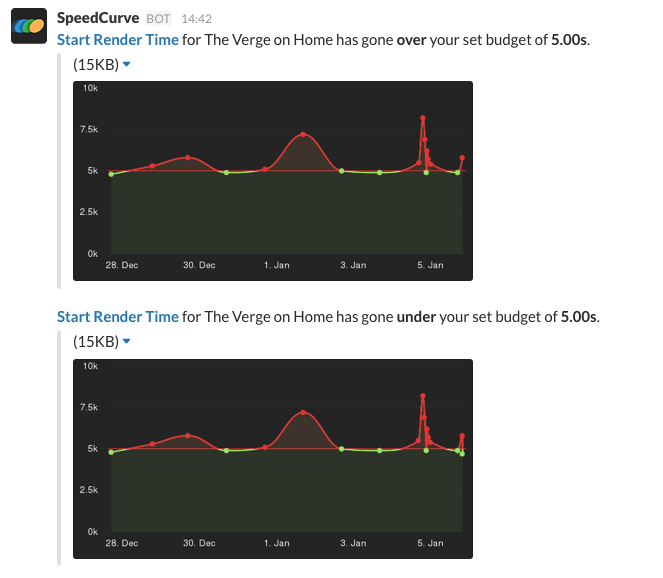 SpeedCurve BOT 14:42
Start Render Time for The Verge on Home has gone over your set budget of 5.00s.
(15KB)
10k
7.5k
5k
2.5k
0k
28. Dec 30. Dec 1. Jan 3. Jan 5. Jan
Start Render Time for The Verge on Home has gone under your set budget of 5.00s.
(15KB)
10k
7.5k
5k
2.5k
0k
28. Dec 30. Dec 1. Jan 3. Jan 5. Jan